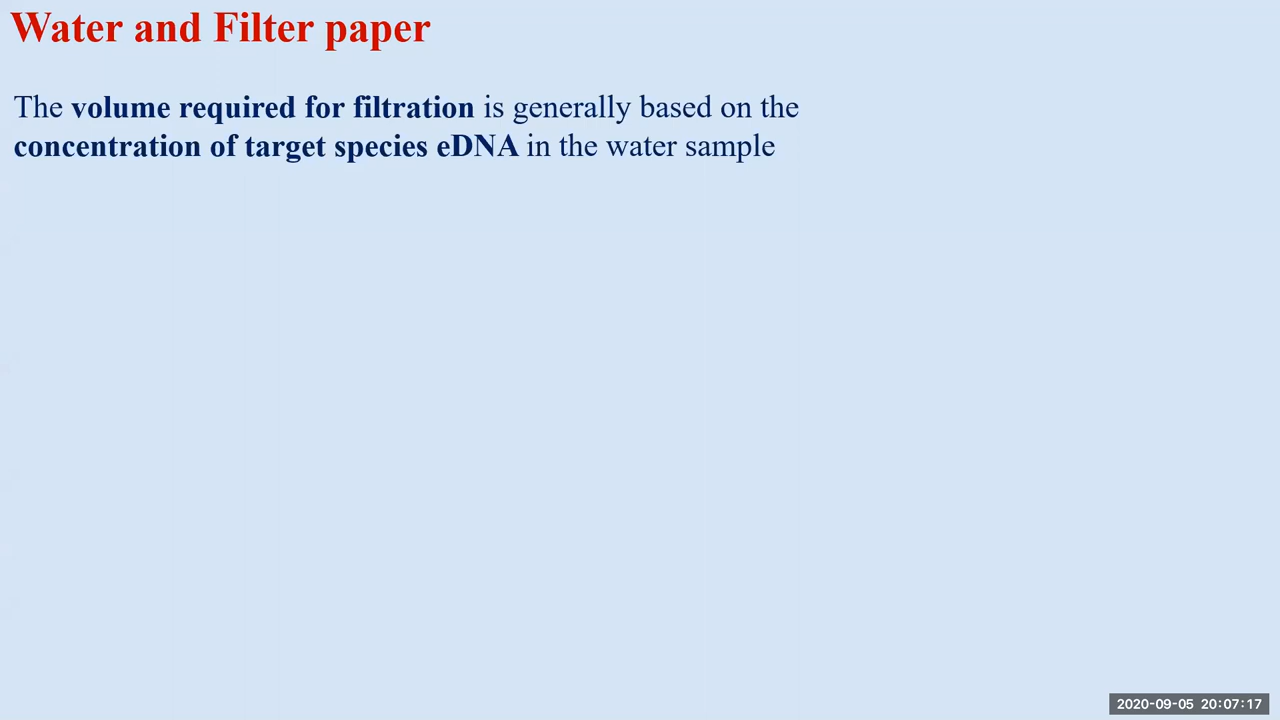 Water and Filter paper
The volume required for filtration is generally based on the
concentration of target species eDNA in the water sample
2020-09-05 20:07:17